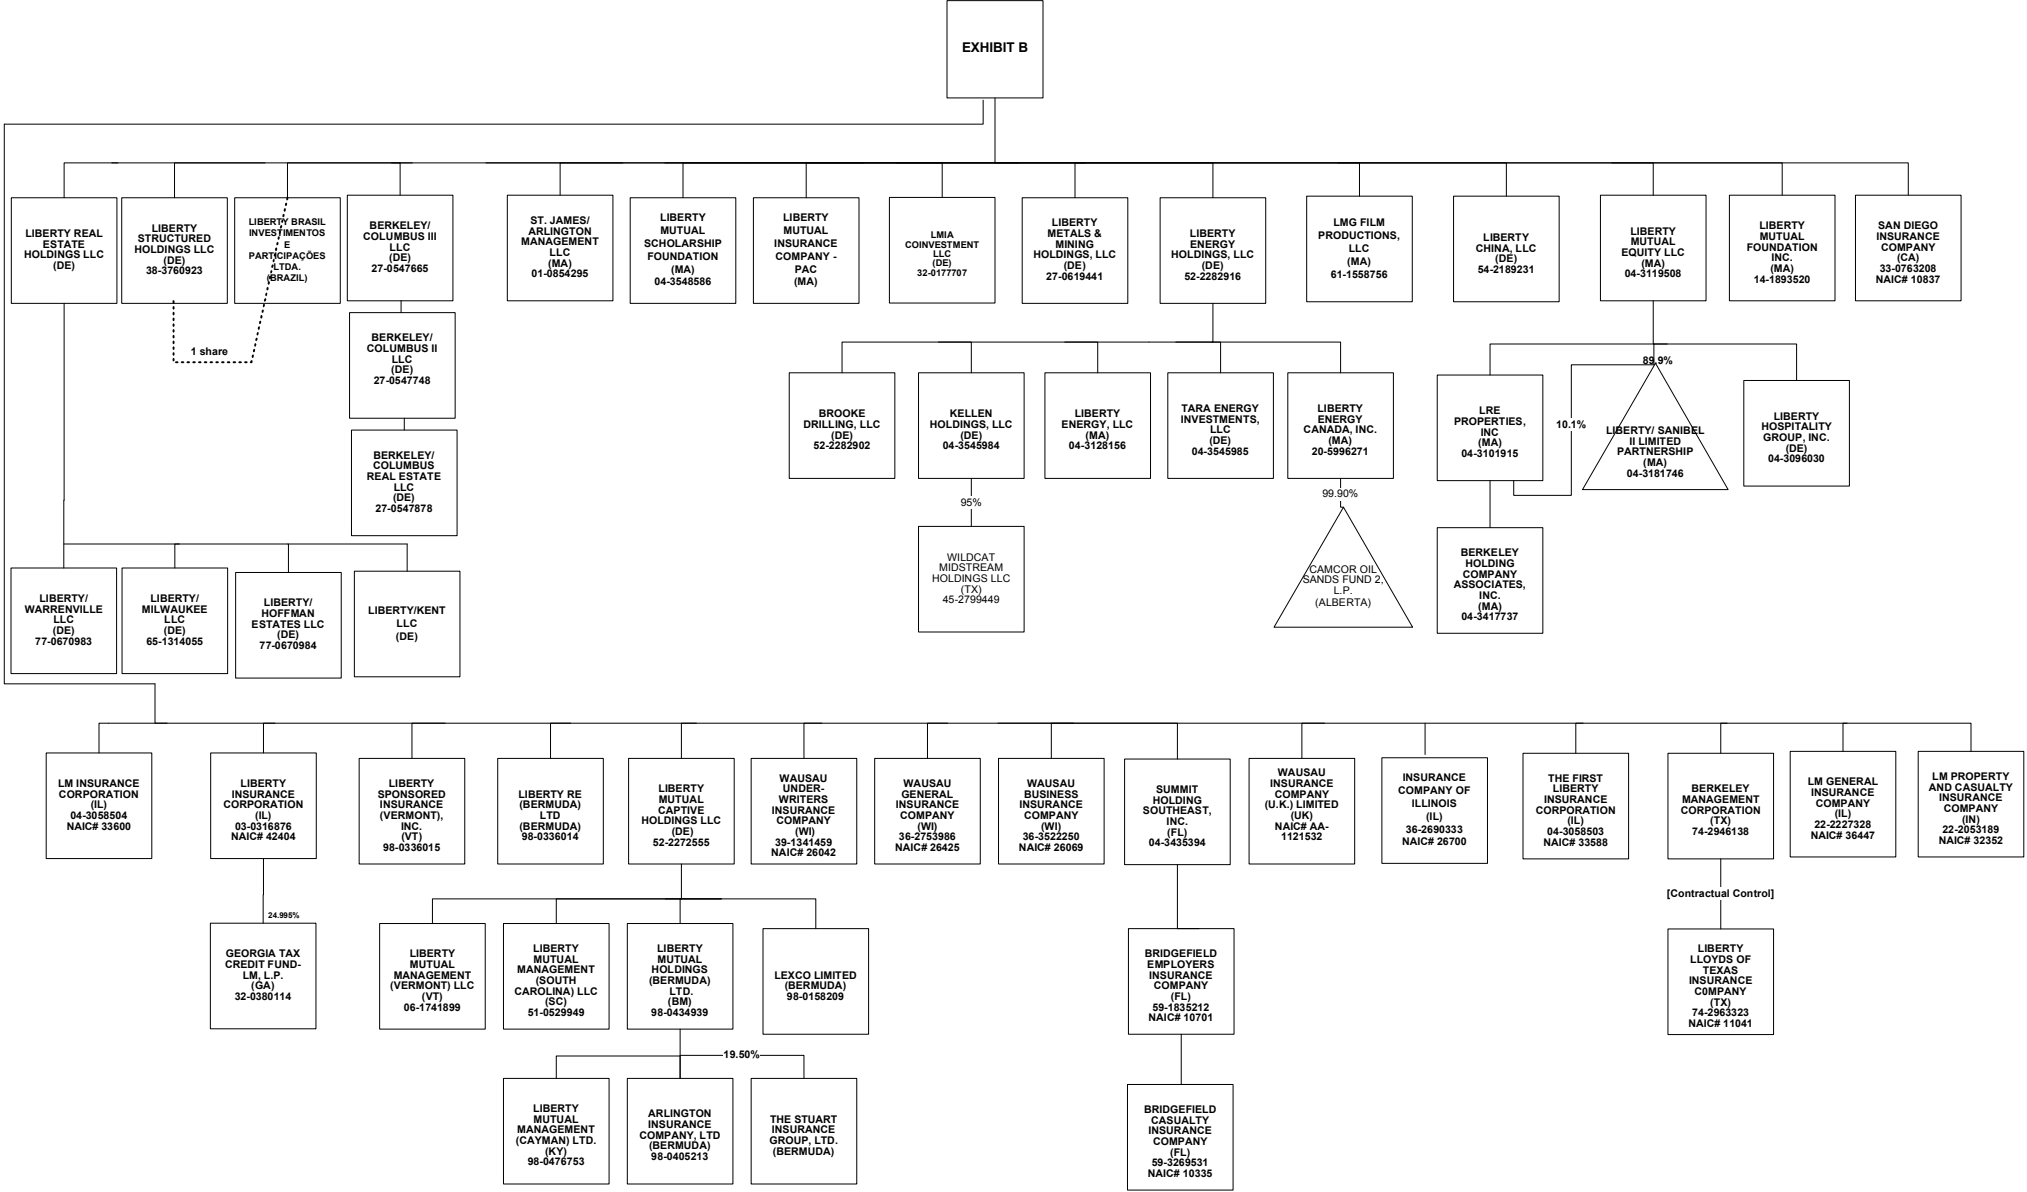 EXHIBIT B
LIBERTY REAL
ESTATE
HOLDINGS LLC
(DE)
LIBERTY
STRUCTURED
HOLDINGS LLC
(DE)
38-3760923
LIBERTY BRASIL
INVESTIMENTOS
E
PARTICIPAÇÕES
LTDA.
(BRAZIL)
BERKELEY/
COLUMBUS III
LLC
(DE)
27-0547665
ST. JAMES/
ARLINGTON
MANAGEMENT
LLC
(MA)
01-0854295
LIBERTY
MUTUAL
SCHOLARSHIP
FOUNDATION
(MA)
04-3548586
LIBERTY
MUTUAL
INSURANCE
COMPANY -
PAC
(MA)
LMIA
COINVESTMENT
LLC
(DE)
32-0177707
LIBERTY
METALS &
MINING
HOLDINGS, LLC
(DE)
27-0619441
LIBERTY
ENERGY
HOLDINGS, LLC
(DE)
52-2282916
LMG FILM
PRODUCTIONS,
LLC
(MA)
61-1558756
LIBERTY
CHINA, LLC
(DE)
54-2189231
LIBERTY
MUTUAL
EQUITY LLC
(MA)
04-3119508
LIBERTY
MUTUAL
FOUNDATION
INC.
(MA)
14-1893520
SAN DIEGO
INSURANCE
COMPANY
(CA)
33-0763208
NAIC# 10837
1 share
BERKELEY/
COLUMBUS II
LLC
(DE)
27-0547748
BERKELEY/
COLUMBUS
REAL ESTATE
LLC
(DE)
27-0547878
BROOKE
DRILLING, LLC
(DE)
52-2282902
KELLEN
HOLDINGS, LLC
(DE)
04-3545984
LIBERTY
ENERGY, LLC
(MA)
04-3128156
TARA ENERGY
INVESTMENTS,
LLC
(DE)
04-3545985
LIBERTY
ENERGY
CANADA, INC.
(MA)
20-5996271
LRE
PROPERTIES,
INC
(MA)
04-3101915
10.1%
89.9%
LIBERTY/ SANIBEL
II LIMITED
PARTNERSHIP
(MA)
04-3181746
LIBERTY
HOSPITALITY
GROUP, INC.
(DE)
04-3096030
95%
WILDCAT
MIDSTREAM
HOLDINGS LLC
(TX)
45-2799449
99.90%
CAMCOR OIL
SANDS FUND 2,
L.P.
(ALBERTA)
BERKELEY
HOLDING
COMPANY
ASSOCIATES,
INC.
(MA)
04-3417737
LIBERTY/
WARRENVILLE
LLC
(DE)
77-0670983
LIBERTY/
MILWAUKEE
LLC
(DE)
65-1314055
LIBERTY/
HOFFMAN
ESTATES LLC
(DE)
77-0670984
LIBERTY/KENT
LLC
(DE)
LM INSURANCE
CORPORATION
(IL)
04-3058504
NAIC# 33600
LIBERTY
INSURANCE
CORPORATION
(IL)
03-0316876
NAIC# 42404
LIBERTY
SPONSORED
INSURANCE
(VERMONT),
INC.
(VT)
98-0336015
LIBERTY RE
(BERMUDA)
LTD
(BERMUDA)
98-0336014
LIBERTY
MUTUAL
CAPTIVE
HOLDINGS LLC
(DE)
52-2272555
WAUSAU
UNDER-
WRITERS
INSURANCE
COMPANY
(WI)
39-1341459
NAIC# 26042
WAUSAU
GENERAL
INSURANCE
COMPANY
(WI)
36-2753986
NAIC# 26425
WAUSAU
BUSINESS
INSURANCE
COMPANY
(WI)
36-3522250
NAIC# 26069
SUMMIT
HOLDING
SOUTHEAST,
INC.
(FL)
04-3435394
WAUSAU
INSURANCE
COMPANY
(U.K.) LIMITED
(UK)
NAIC# AA-
1121532
INSURANCE
COMPANY OF
ILLINOIS
(IL)
36-2690333
NAIC# 26700
THE FIRST
LIBERTY
INSURANCE
CORPORATION
(IL)
04-3058503
NAIC# 33588
BERKELEY
MANAGEMENT
CORPORATION
(TX)
74-2946138
LM GENERAL
INSURANCE
COMPANY
(IL)
22-2227328
NAIC# 36447
LM PROPERTY
AND CASUALTY
INSURANCE
COMPANY
(IN)
22-2053189
NAIC# 32352
24.995%
GEORGIA TAX
CREDIT FUND-
LM, L.P.
(GA)
32-0380114
LIBERTY
MUTUAL
MANAGEMENT
(VERMONT) LLC
(VT)
06-1741899
LIBERTY
MUTUAL
MANAGEMENT
(SOUTH
CAROLINA) LLC
(SC)
51-0529949
LIBERTY
MUTUAL
HOLDINGS
(BERMUDA)
LTD.
(BM)
98-0434939
LEXCO LIMITED
(BERMUDA)
98-0158209
BRIDGEFIELD
EMPLOYERS
INSURANCE
COMPANY
(FL)
59-1835212
NAIC# 10701
[Contractual Control]
LIBERTY
LLOYDS OF
TEXAS
INSURANCE
C0MPANY
(TX)
74-2963323
NAIC# 11041
19.50%
LIBERTY
MUTUAL
MANAGEMENT
(CAYMAN) LTD.
(KY)
98-0476753
ARLINGTON
INSURANCE
COMPANY, LTD
(BERMUDA)
98-0405213
THE STUART
INSURANCE
GROUP, LTD.
(BERMUDA)
BRIDGEFIELD
CASUALTY
INSURANCE
COMPANY
(FL)
59-3269531
NAIC# 10335